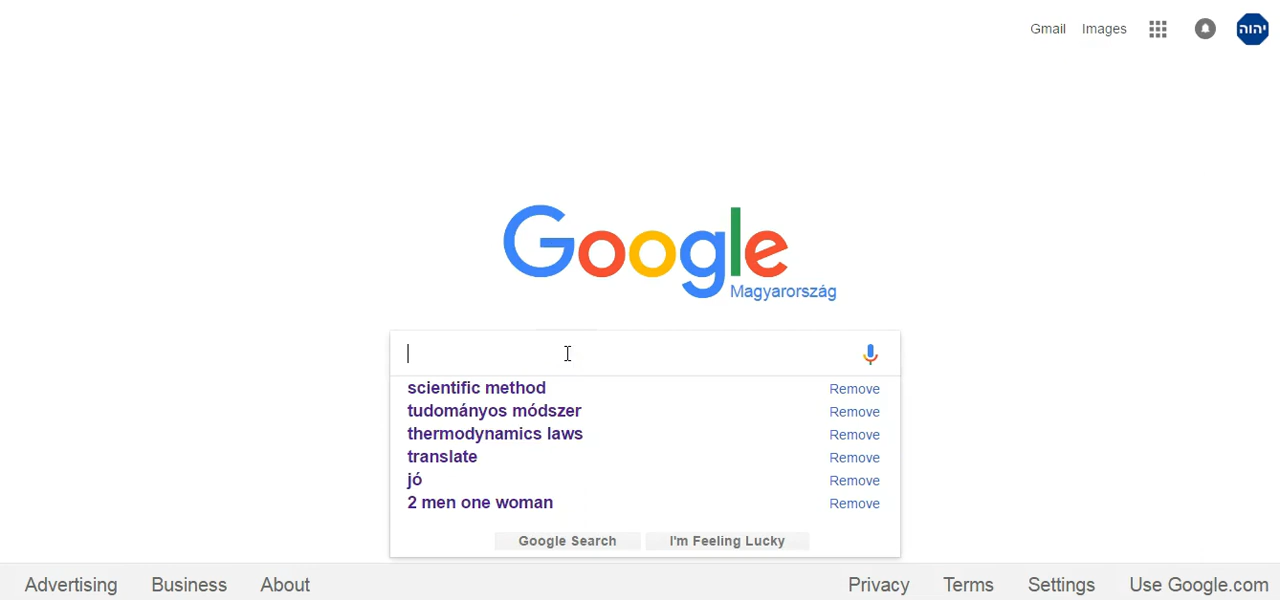 Gmail Images יהוה
Google
Magyarország
scientific method Remove
tudományos módszer Remove
thermodynamics laws Remove
translate Remove
jó Remove
2 men one woman Remove
Google Search I'm Feeling Lucky
Advertising Business About Privacy Terms Settings Use Google.com